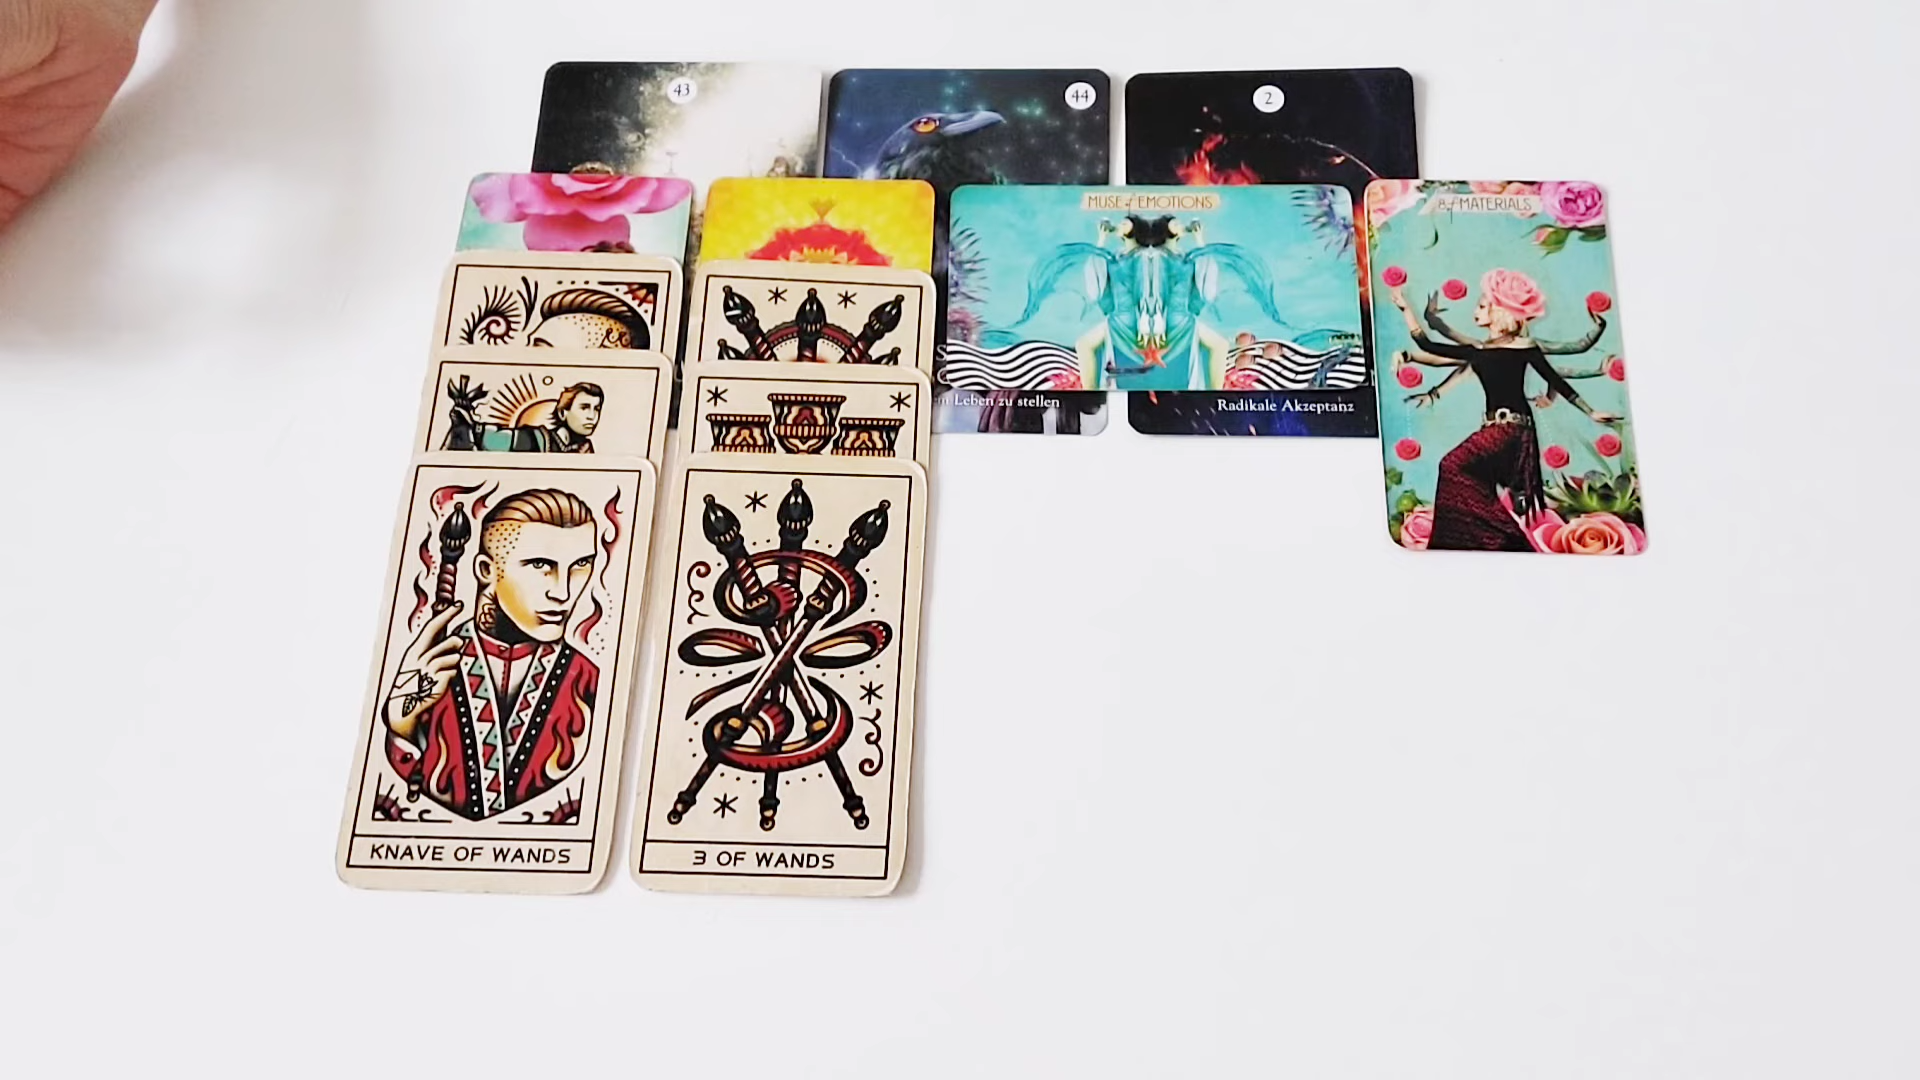 43
44
2
MUSE of EMOTIONS
8 of MATERIALS
Leben zu stellen
Radikale Akzeptanz
KNAVE OF WANDS
3 OF WANDS